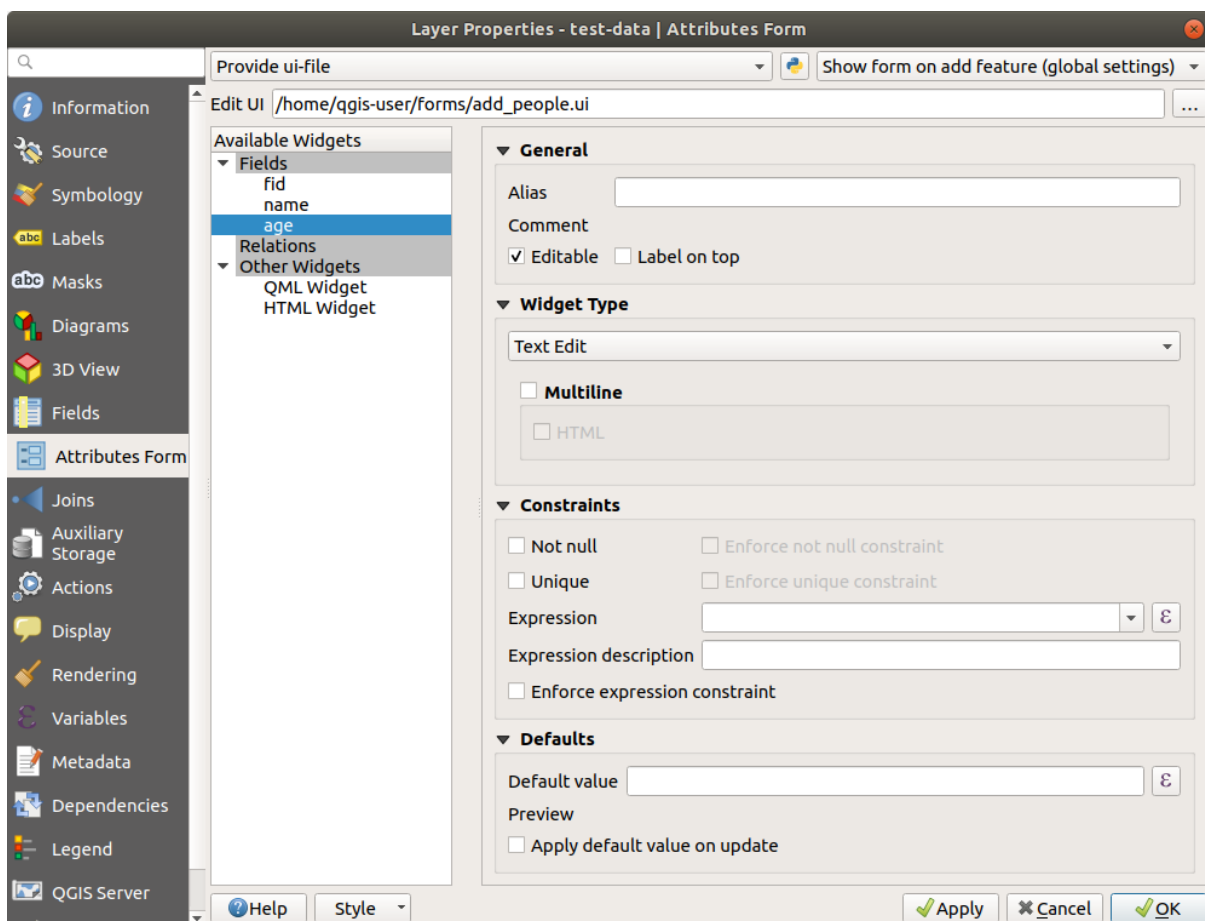 Layer Properties - test-data | Attributes Form
Provide ui-file
Show form on add feature (global settings)
Edit UI /home/qgis-user/forms/add_people.ui
...
Information
Source
Symbology
abc Labels
abc Masks
Diagrams
3D View
Fields
Attributes Form
Joins
Auxiliary
Storage
Actions
Display
Rendering
Variables
Metadata
Dependencies
Legend
QGIS Server
Available Widgets
Fields
fid
name
age
Relations
Other Widgets
QML Widget
HTML Widget
General
Alias
Comment
Editable Label on top
Widget Type
Text Edit
Multiline
HTML
Constraints
Not null Enforce not null constraint
Unique Enforce unique constraint
Expression ε
Expression description
Enforce expression constraint
Defaults
Default value ε
Preview
Apply default value on update
Help Style Apply Cancel OK